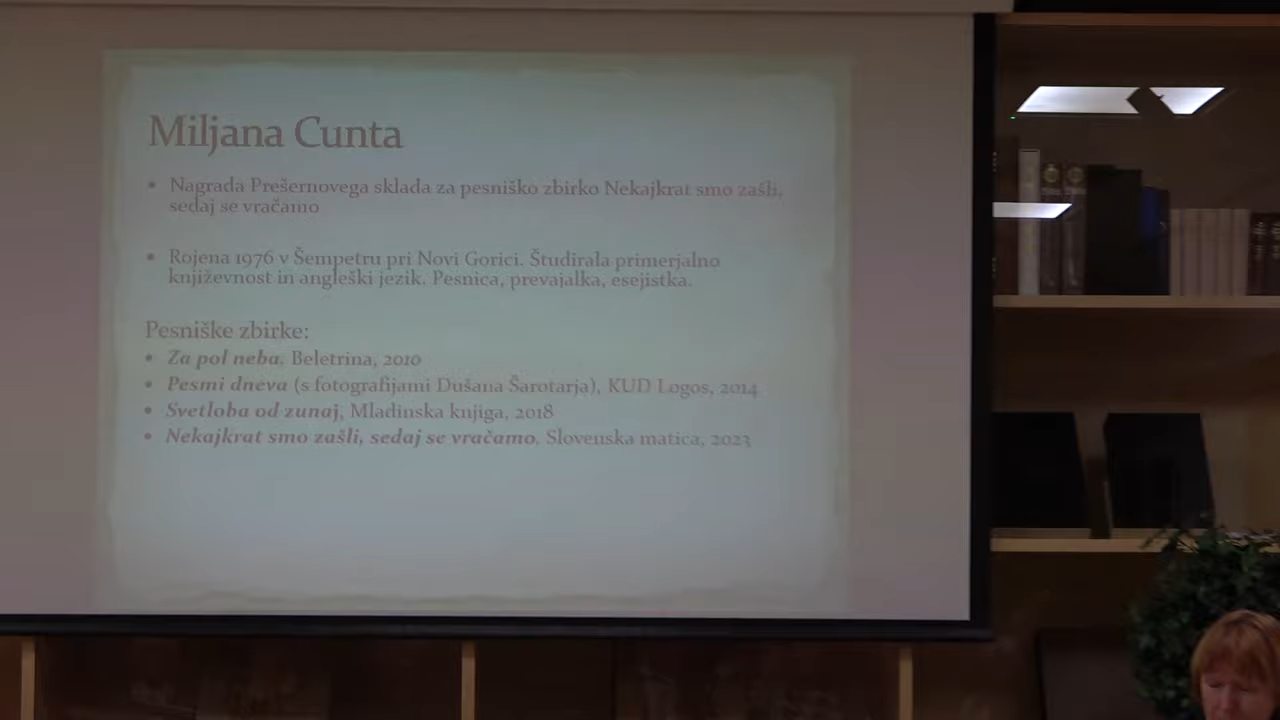 Miljana Cunta
• Nagrada Prešernovega sklada za pesniško zbirko Nekajkrat smo zašli,
sedaj se vračamo
• Rojena 1976 v Šempetru pri Novi Gorici. Študirala primerjalno
književnost in angleški jezik. Pesnica, prevajalka, esejistka.
Pesniške zbirke:
• Za pol neba, Beletrina, 2010
• Pesmi dneva (s fotografijami Dušana Šarotarja), KUD Logos, 2014
• Svetloba od zunaj, Mladinska knjiga, 2018
• Nekajkrat smo zašli, sedaj se vračamo, Slovenska matica, 2023